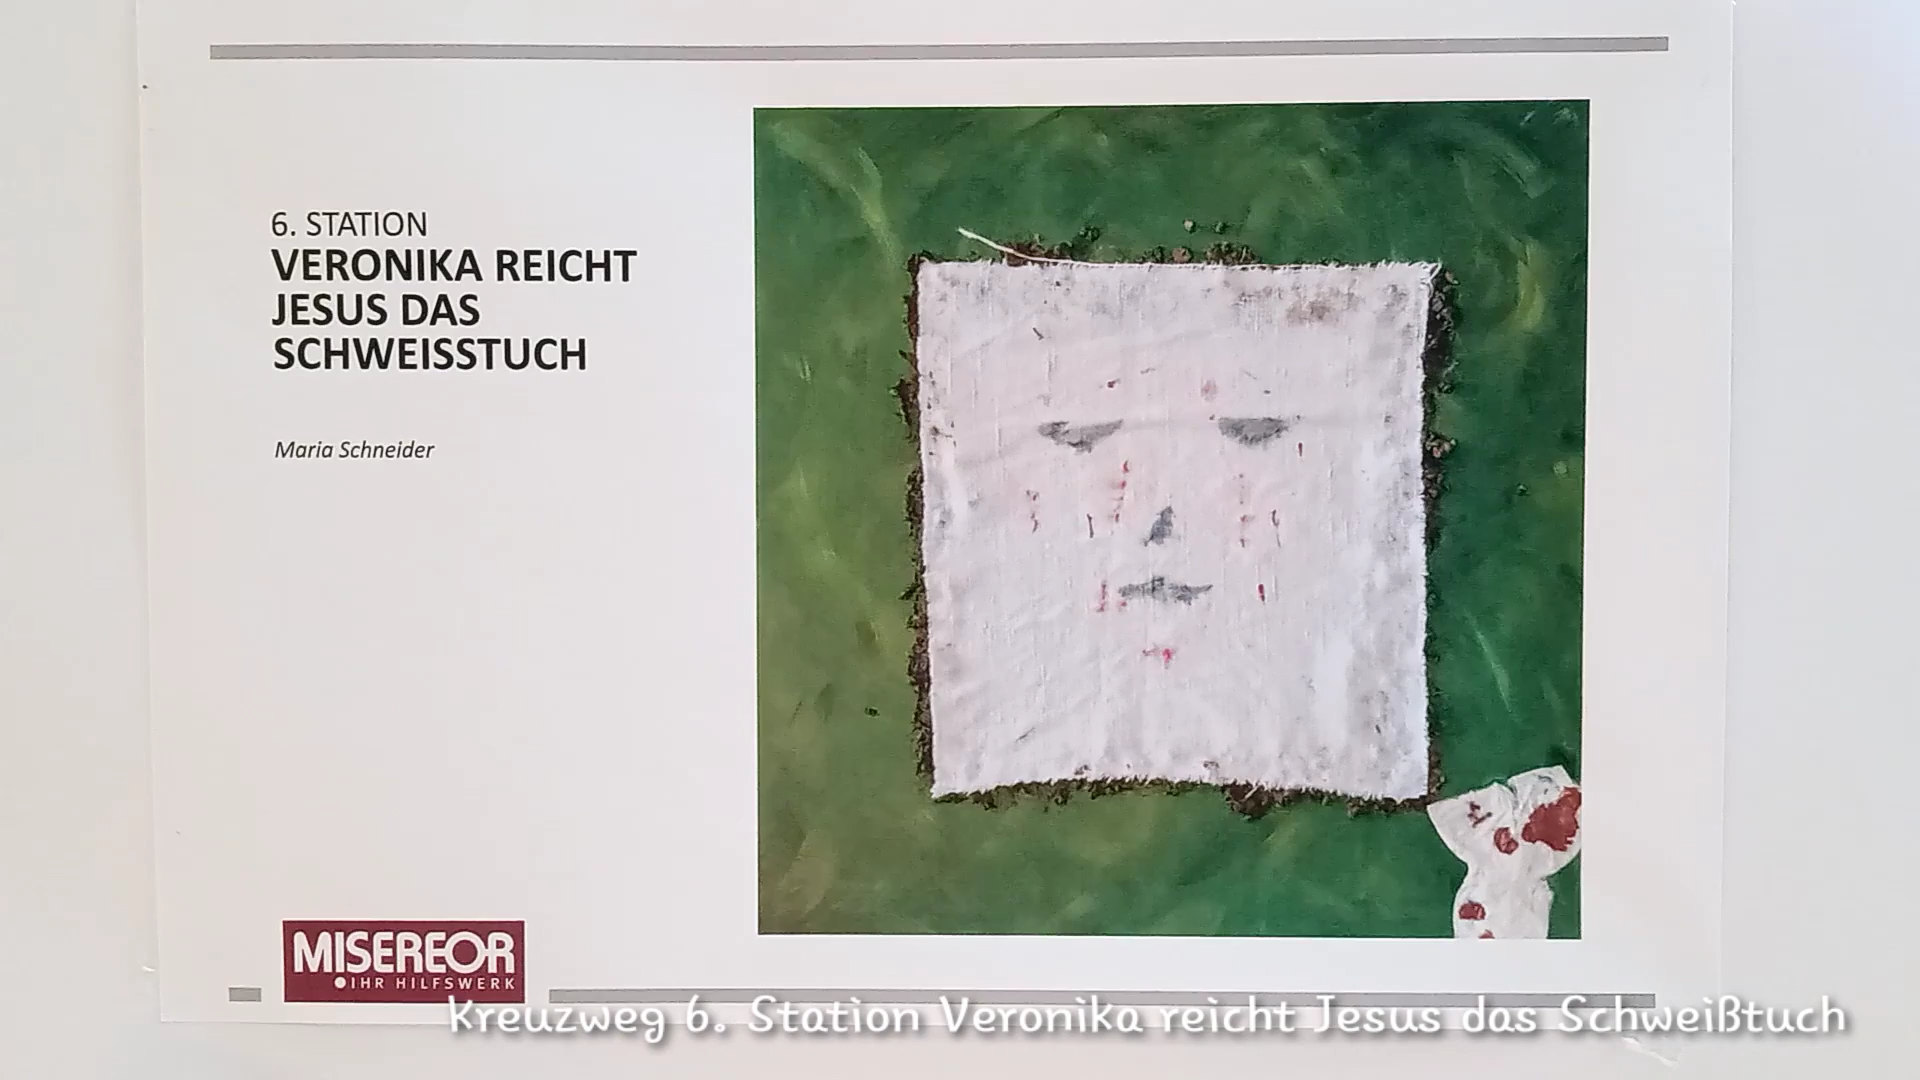 6. STATION
VERONIKA REICHT
JESUS DAS
SCHWEISSTUCH
Maria Schneider
MISEREOR
IHR HILFSWERK
Kreuzweg 6. Station Veronika reicht Jesus das Schweißtuch